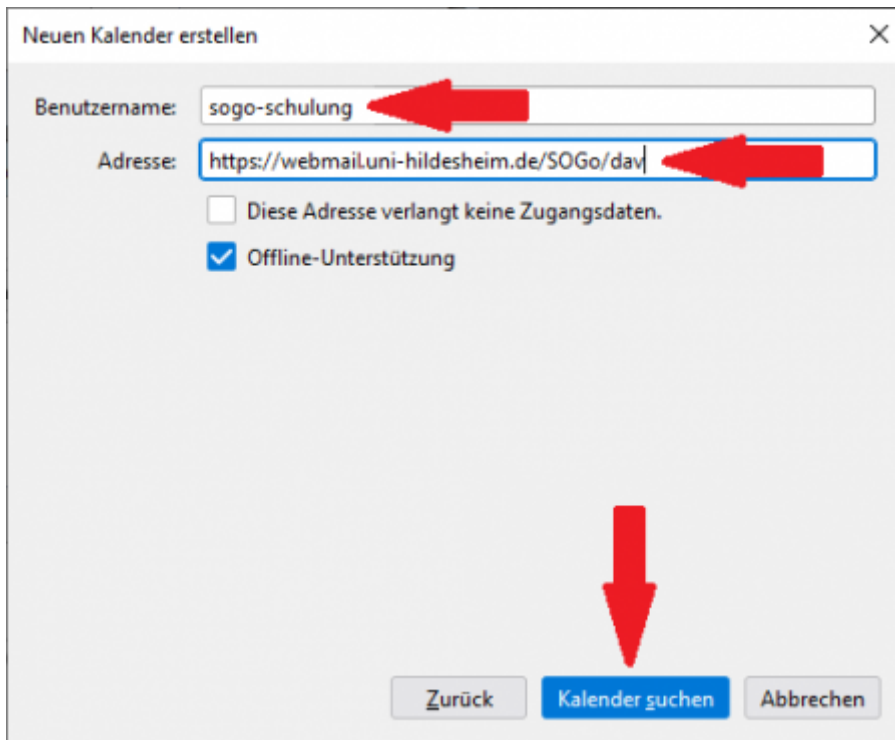 Neuen Kalender erstellen
Benutzername: sogo-schulung
Adresse: https://webmail.uni-hildesheim.de/SOGo/dav
Diese Adresse verlangt keine Zugangsdaten.
Offline-Unterstützung
Zurück Kalender suchen Abbrechen